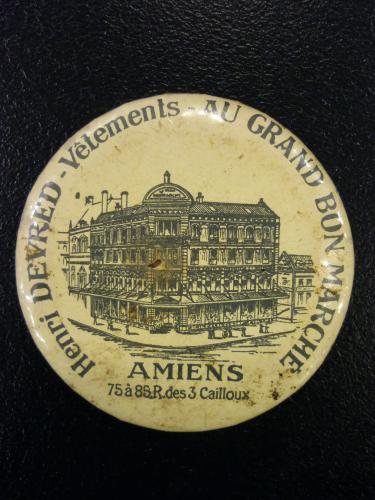 Henri DEVRED - Vêtements - AU GRAND BON MARCHÉ
AMIENS
75 à 85 R. des 3 Cailloux